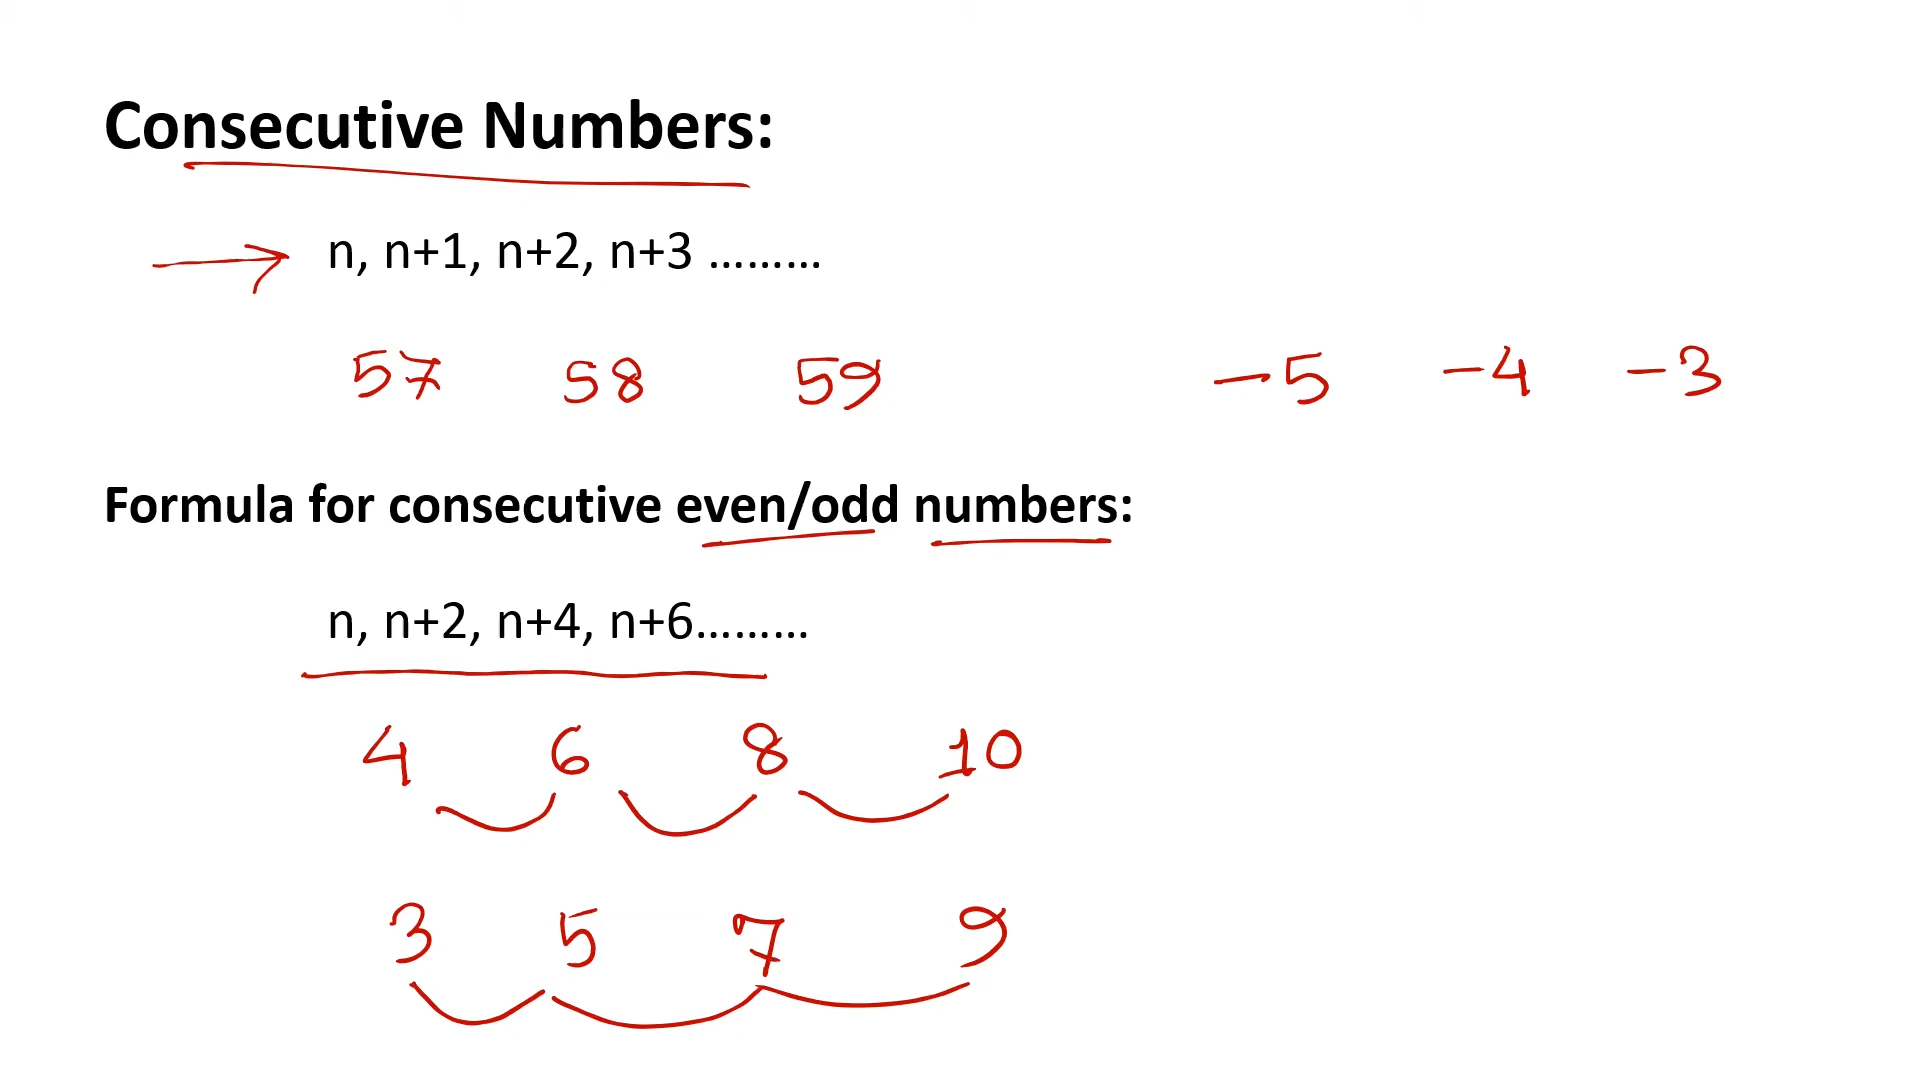 Consecutive Numbers:
n, n+1, n+2, n+3 .........
57 58 59 -5 -4 -3
Formula for consecutive even/odd numbers:
n, n+2, n+4, n+6.........
4 6 8 10
3 5 7 9